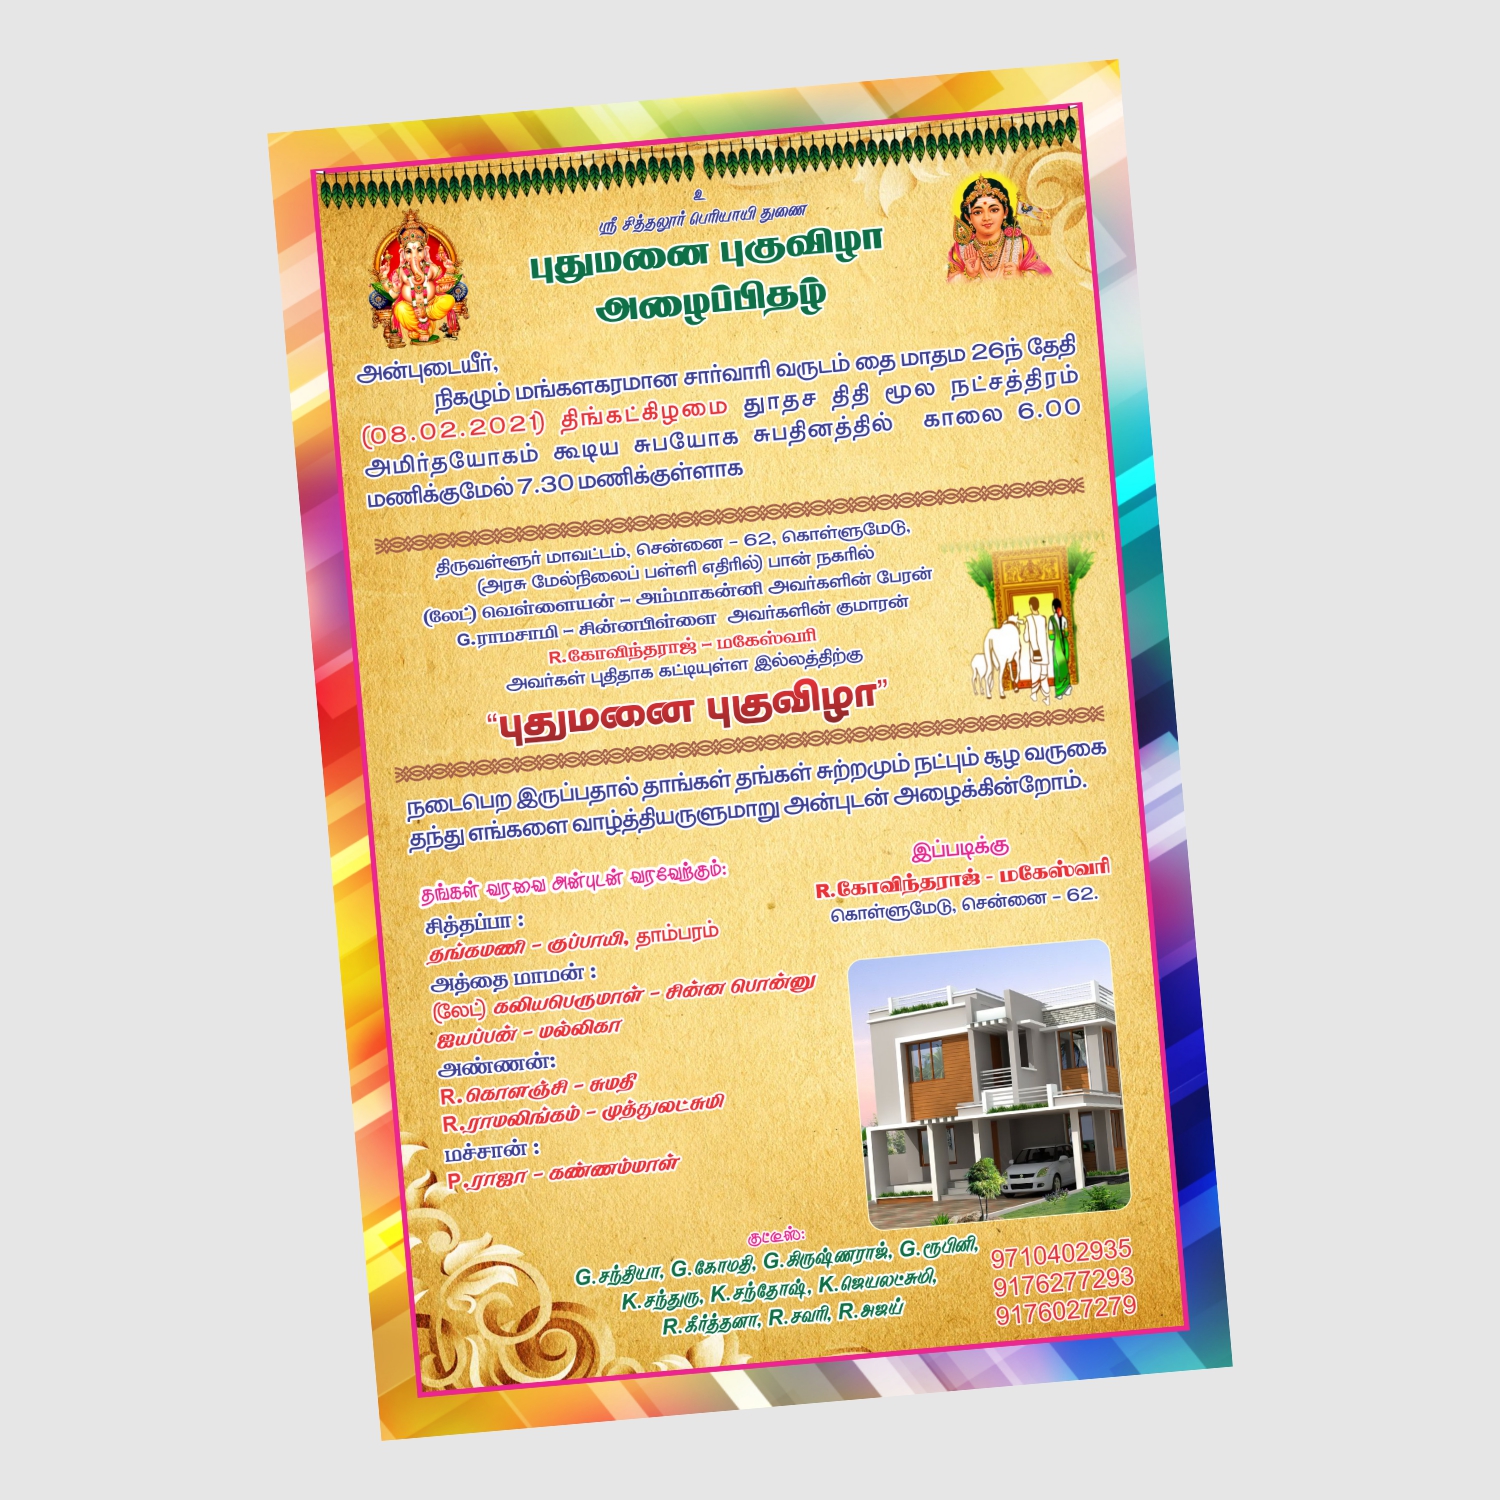 உ
ஸ்ரீ சித்தலூர் பெரியாயி துணை
புதுமனை புகுவிழா
அழைப்பிதழ்
அன்புடையீர்,
நிகழும் மங்களகரமான சார்வாரி வருடம் தை மாதம 26ந் தேதி
(08.02.2021) திங்கட்கிழமை துாதச திதி மூல நட்சத்திரம்
அமிர்தயோகம் கூடிய சுபயோக சுபதினத்தில் காலை 6.00
மணிக்குமேல் 7.30 மணிக்குள்ளாக
திருவள்ளூர் மாவட்டம், சென்னை - 62, கொள்ளுமேடு,
(அரசு மேல்நிலைப் பள்ளி எதிரில்) பான் நகரில்
(லேட்) வெள்ளையன் – அம்மாகன்னி அவர்களின் பேரன்
G.ராமசாமி – சின்னபிள்ளை அவர்களின் குமாரன்
R.கோவிந்தராஜ் – மகேஸ்வரி
அவர்கள் புதிதாக கட்டியுள்ள இல்லத்திற்கு
“புதுமனை புகுவிழா”
நடைபெற இருப்பதால் தாங்கள் தங்கள் சுற்றமும் நட்பும் சூழ வருகை
தந்து எங்களை வாழ்த்தியருளுமாறு அன்புடன் அழைக்கின்றோம்.
இப்படிக்கு
R.கோவிந்தராஜ் - மகேஸ்வரி
கொள்ளுமேடு, சென்னை - 62.
தங்கள் வரவை அன்புடன் வரவேற்கும்:
சித்தப்பா :
தங்கமணி - குப்பாயி, தாம்பரம்
அத்தை மாமன் :
(லேட்) கலியபெருமாள் - சின்ன பொன்னு
ஐயப்பன் - மல்லிகா
அண்ணன்:
R.கொளஞ்சி - சுமதீ
R.ராமலிங்கம் - முத்துலட்சுமி
மச்சான் :
P.ராஜா - கண்ணம்மாள்
குட்டீஸ்:
G.சந்தியா, G.கோமதி, G.கிருஷ்ணராஜ், G.ரூபினி,
K.சந்துரு, K.சந்தோஷ், K.ஜெயலட்சுமி,
R.கீர்த்தனா, R.சவரி, R.அஜய்
9710402935
9176277293
9176027279